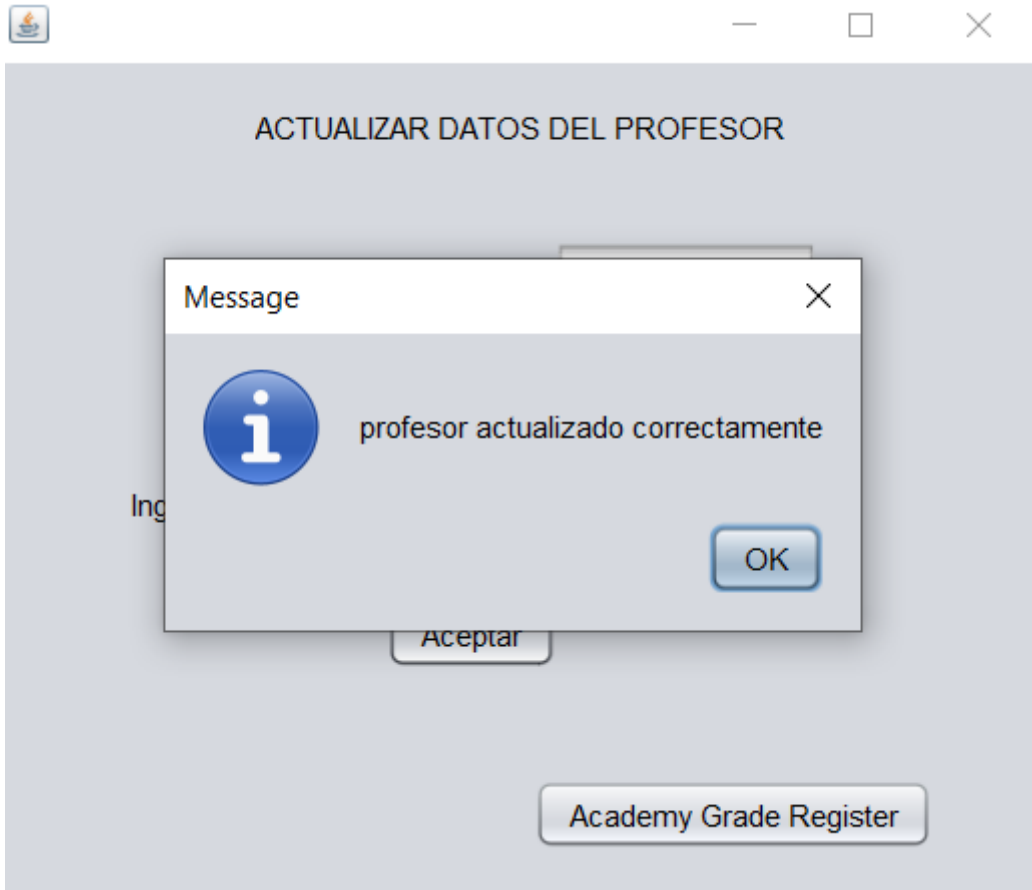 ACTUALIZAR DATOS DEL PROFESOR
Message
profesor actualizado correctamente
OK
Aceptar
Academy Grade Register